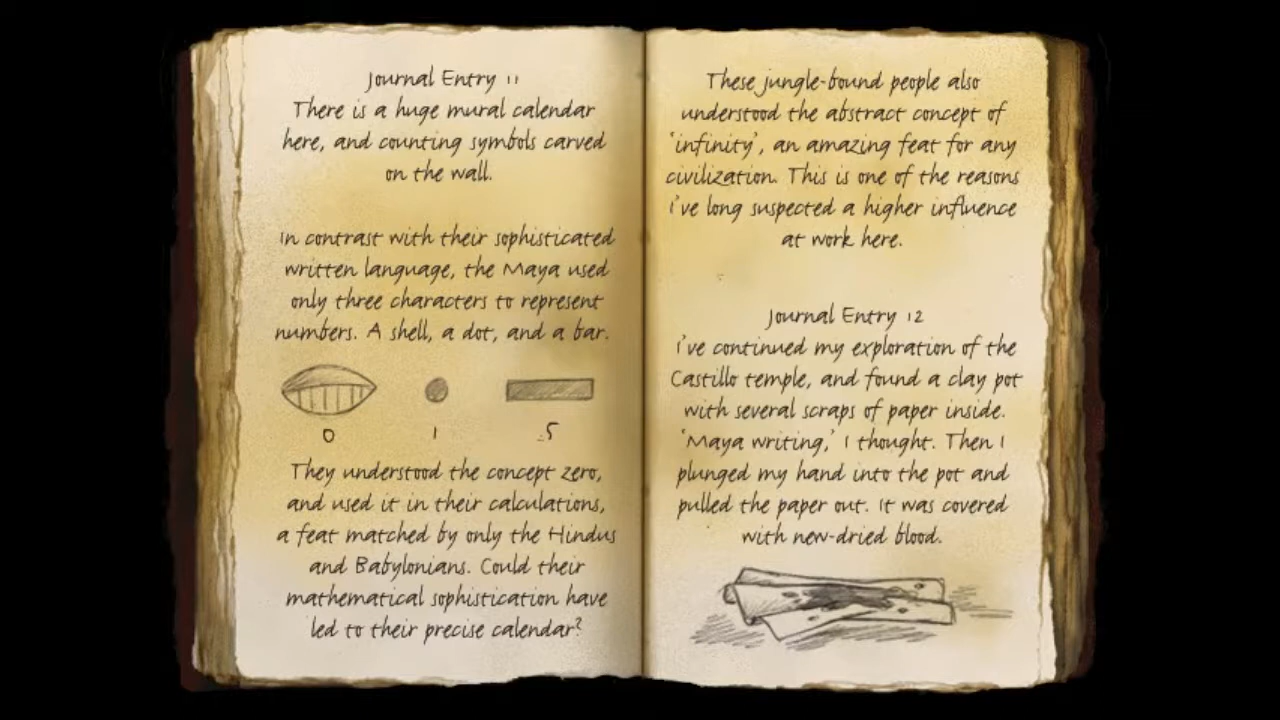 Journal Entry 11
There is a huge mural calendar
here, and counting symbols carved
on the wall.
In contrast with their sophisticated
written language, the Maya used
only three characters to represent
numbers. A shell, a dot, and a bar.
0 1 5
They understood the concept zero,
and used it in their calculations,
a feat matched by only the Hindus
and Babylonians. Could their
mathematical sophistication have
led to their precise calendar?
These jungle-bound people also
understood the abstract concept of
'infinity', an amazing feat for any
civilization. This is one of the reasons
I've long suspected a higher influence
at work here.
Journal Entry 12
I've continued my exploration of the
Castillo temple, and found a clay pot
with several scraps of paper inside.
'Maya writing,' I thought. Then I
plunged my hand into the pot and
pulled the paper out. It was covered
with new-dried blood.